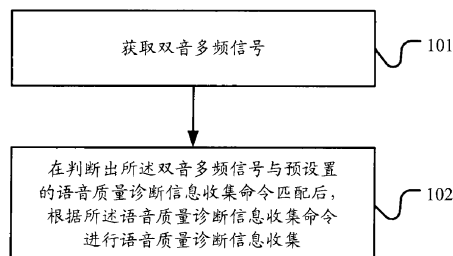 获取双音多频信号
101
在判断出所述双音多频信号与预设置
的语音质量诊断信息收集命令匹配后，
根据所述语音质量诊断信息收集命令
进行语音质量诊断信息收集
102